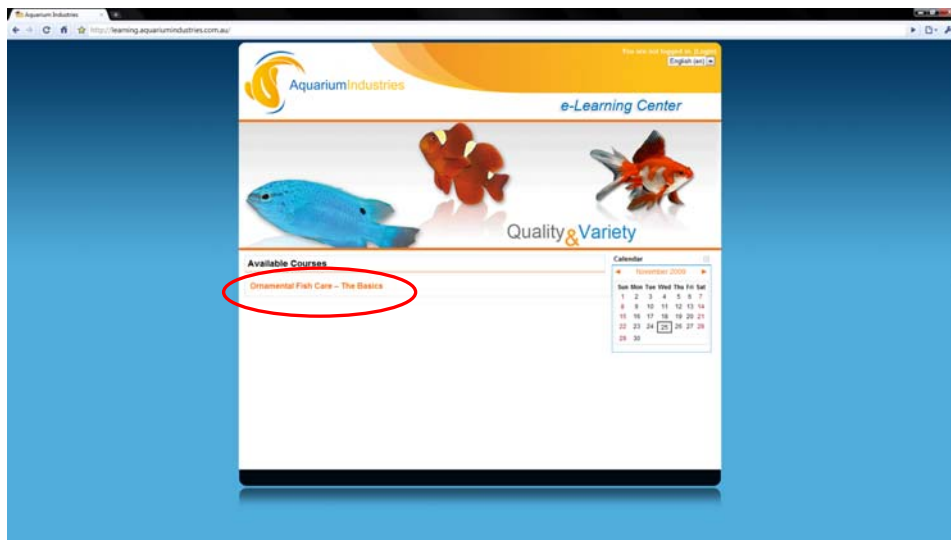 Aquarium Industries
http://learning.aquariumindustries.com.au/
You are not logged in. (Login)
English (en)
AquariumIndustries
e-Learning Center
Quality&Variety
Available Courses
Ornamental Fish Care – The Basics
Calendar
◄ November 2009 ►
Sun Mon Tue Wed Thu Fri Sat
1 2 3 4 5 6 7
8 9 10 11 12 13 14
15 16 17 18 19 20 21
22 23 24 25 26 27 28
29 30